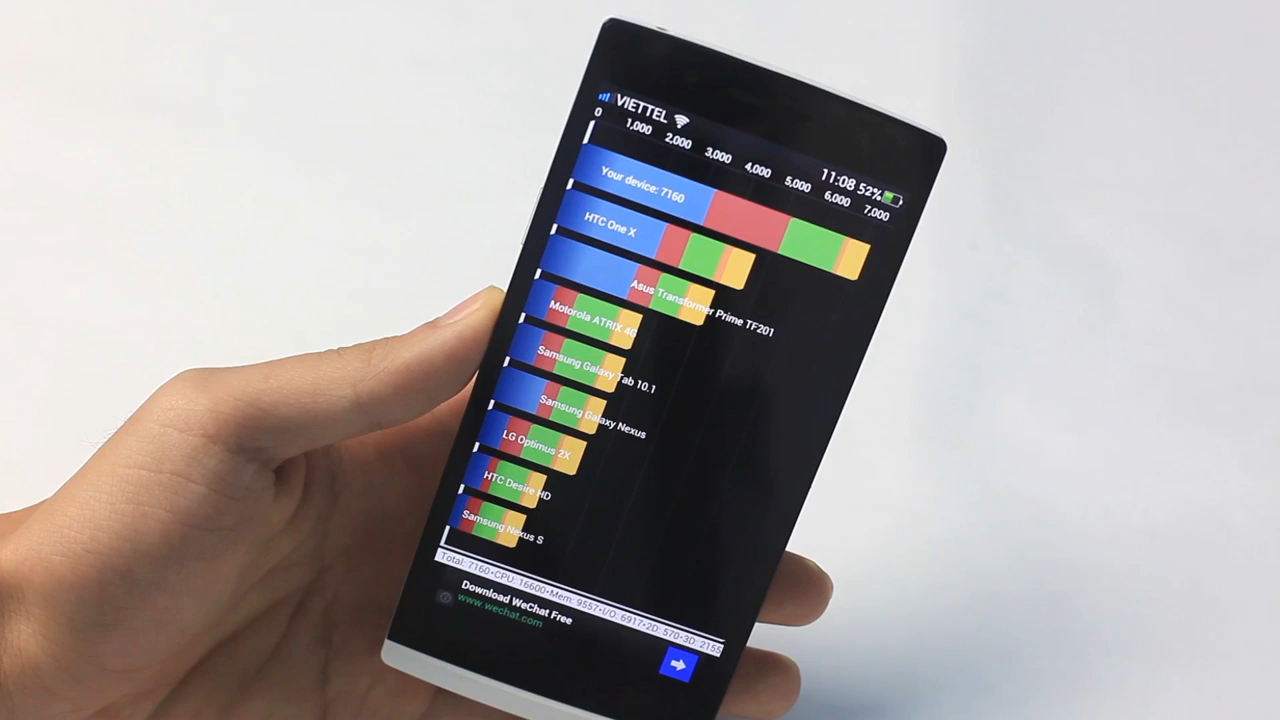 VIETTEL 11:08 52%
0 1,000 2,000 3,000 4,000 5,000 6,000 7,000
Your device: 7160
HTC One X
Asus Transformer Prime TF201
Motorola ATRIX 4G
Samsung Galaxy Tab 10.1
Samsung Galaxy Nexus
LG Optimus 2X
HTC Desire HD
Samsung Nexus S
Total: 7160•CPU: 16600•Mem: 9557•I/O: 6917•2D: 570•3D: 2155
Download WeChat Free
www.wechat.com